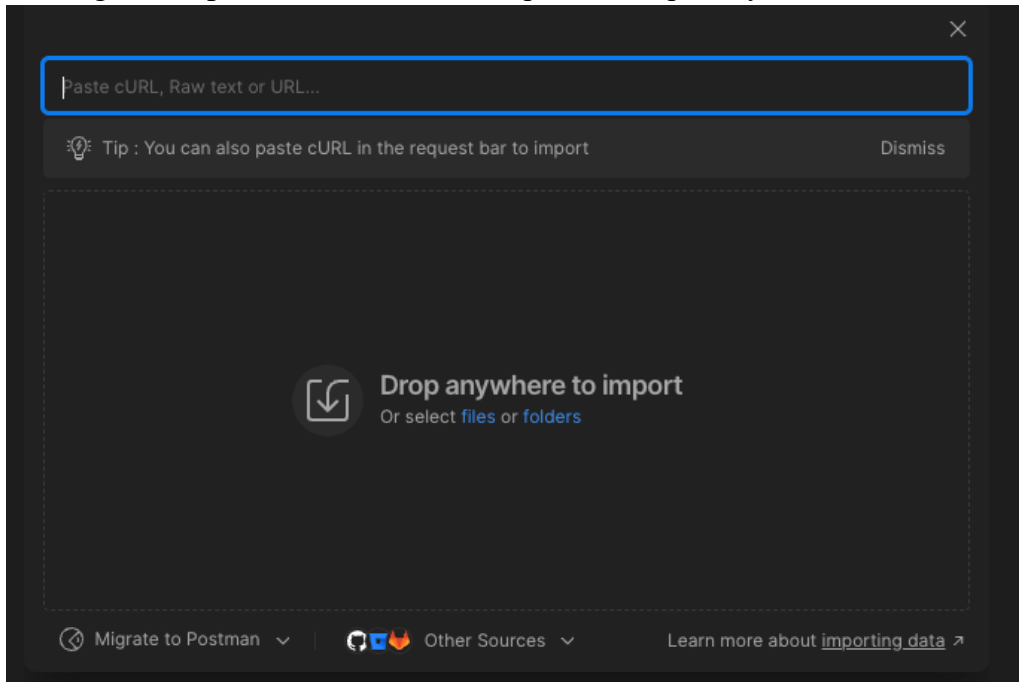 Paste cURL, Raw text or URL...
Tip : You can also paste cURL in the request bar to import
Dismiss
Drop anywhere to import
Or select files or folders
Migrate to Postman
Other Sources
Learn more about importing data